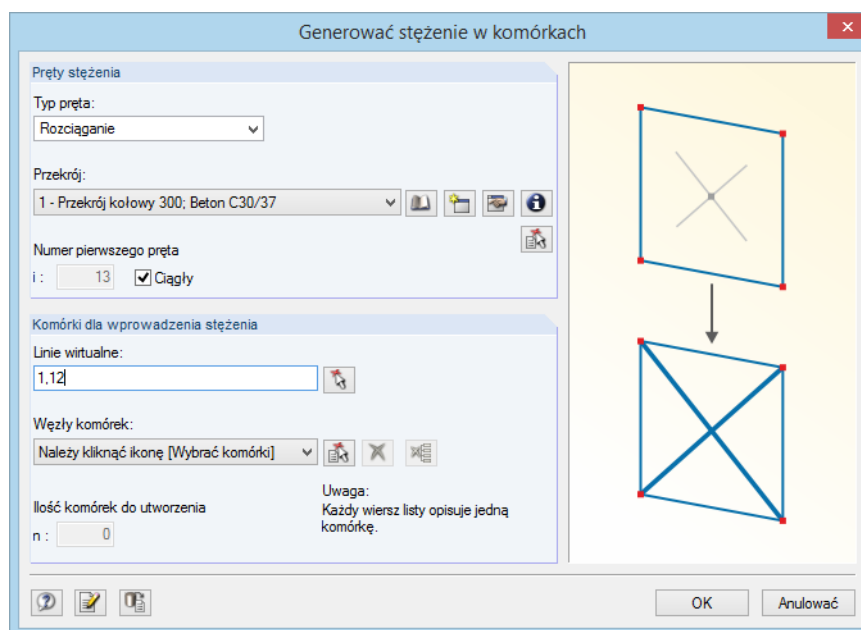 Generować stężenie w komórkach
Pręty stężenia
Typ pręta:
Rozciąganie
Przekrój:
1 - Przekrój kołowy 300; Beton C30/37
Numer pierwszego pręta
i : 13 Ciągły
Komórki dla wprowadzenia stężenia
Linie wirtualne:
1,12
Węzły komórek:
Należy kliknąć ikonę [Wybrać komórki]
Ilość komórek do utworzenia
n : 0
Uwaga:
Każdy wiersz listy opisuje jedną
komórkę.
OK
Anulować